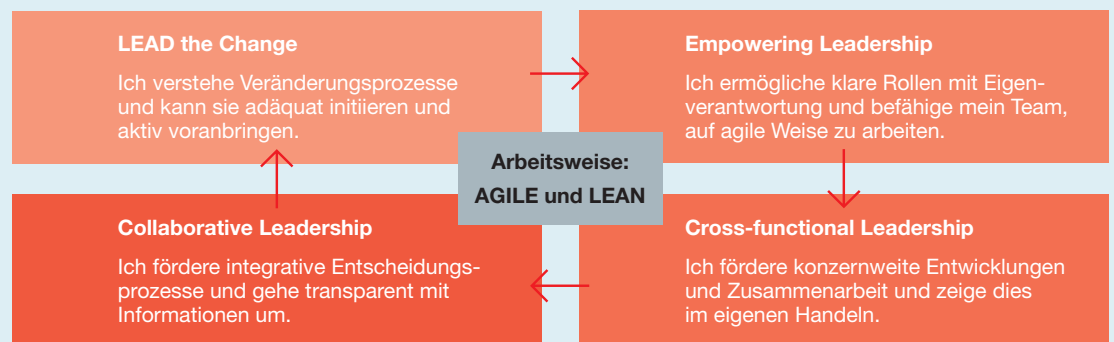 LEAD the Change
Ich verstehe Veränderungsprozesse
und kann sie adäquat initiieren und
aktiv voranbringen.
Empowering Leadership
Ich ermögliche klare Rollen mit Eigen-
verantwortung und befähige mein Team,
auf agile Weise zu arbeiten.
Arbeitsweise:
AGILE und LEAN
Collaborative Leadership
Ich fördere integrative Entscheidungs-
prozesse und gehe transparent mit
Informationen um.
Cross-functional Leadership
Ich fördere konzernweite Entwicklungen
und Zusammenarbeit und zeige dies
im eigenen Handeln.